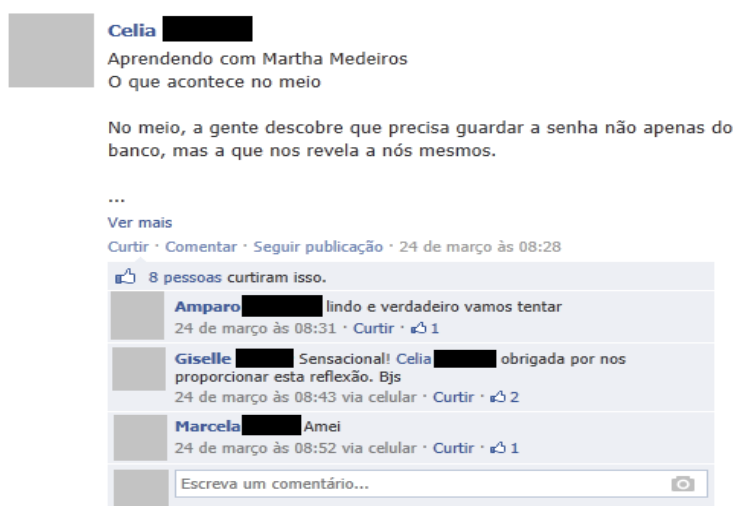 Celia
Aprendendo com Martha Medeiros
O que acontece no meio
No meio, a gente descobre que precisa guardar a senha não apenas do
banco, mas a que nos revela a nós mesmos.
...
Ver mais
Curtir · Comentar · Seguir publicação · 24 de março às 08:28
8 pessoas curtiram isso.
Amparo lindo e verdadeiro vamos tentar
24 de março às 08:31 · Curtir · 1
Giselle Sensacional! Celia obrigada por nos
proporcionar esta reflexão. Bjs
24 de março às 08:43 via celular · Curtir · 2
Marcela Amei
24 de março às 08:52 via celular · Curtir · 1
Escreva um comentário...